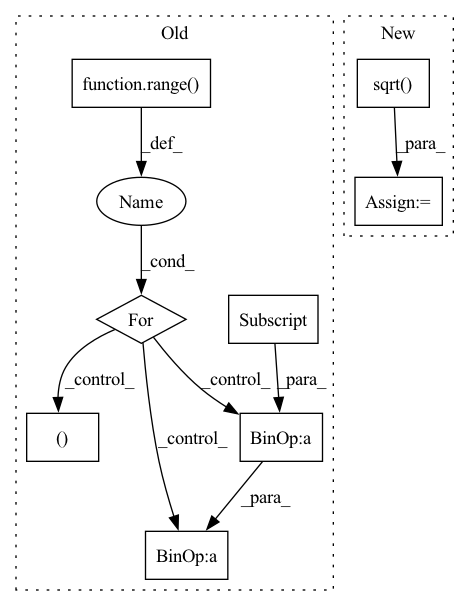 Old
New
function.range()
sqrt()
_def_
_para_
Name
Assign:=
_cond_
For
Subscript
_control_
_control_
_para_
_control_
()
BinOp:a
_para_
BinOp:a